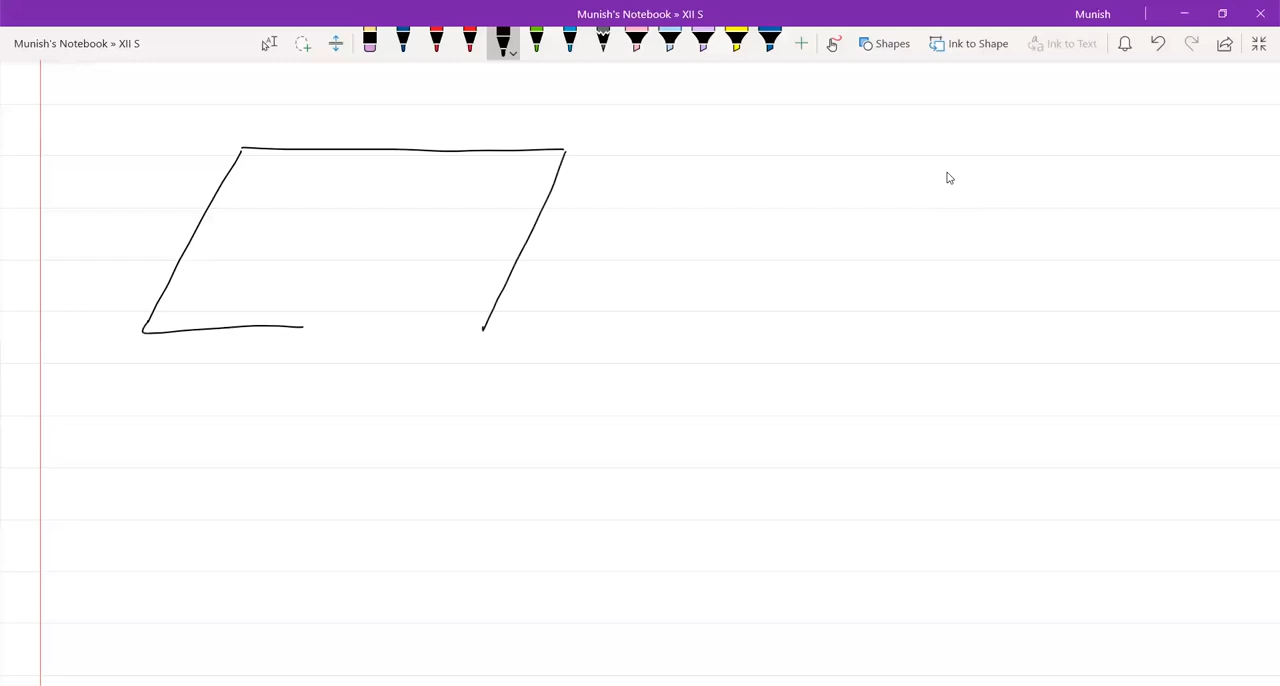 Munish's Notebook » XII S
Munish
Munish's Notebook » XII S
Shapes
Ink to Shape
Ink to Text